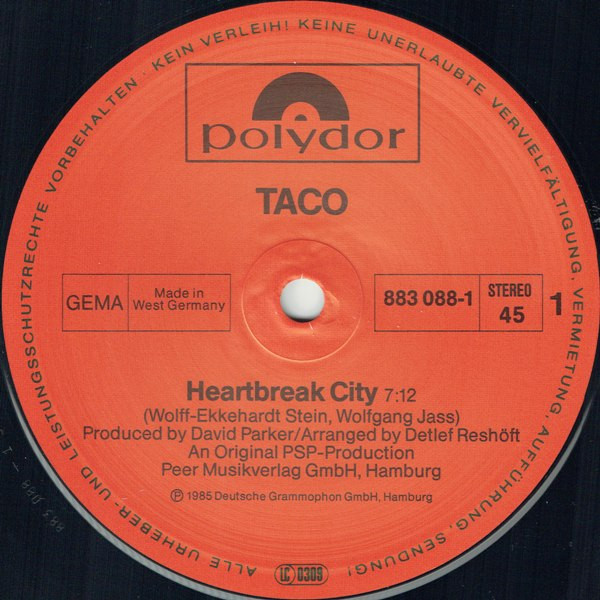 ALLE URHEBER- UND LEISTUNGSSCHUTZRECHTE VORBEHALTEN · KEIN VERLEIH! KEINE UNERLAUBTE VERVIELFÄLTIGUNG, VERMIETUNG, AUFFÜHRUNG, SENDUNG!
polydor
TACO
GEMA
Made in
West Germany
883 088-1
STEREO
45
1
Heartbreak City 7:12
(Wolff-Ekkehardt Stein, Wolfgang Jass)
Produced by David Parker/Arranged by Detlef Reshöft
An Original PSP-Production
Peer Musikverlag GmbH, Hamburg
Ⓟ 1985 Deutsche Grammophon GmbH, Hamburg
LC 0309